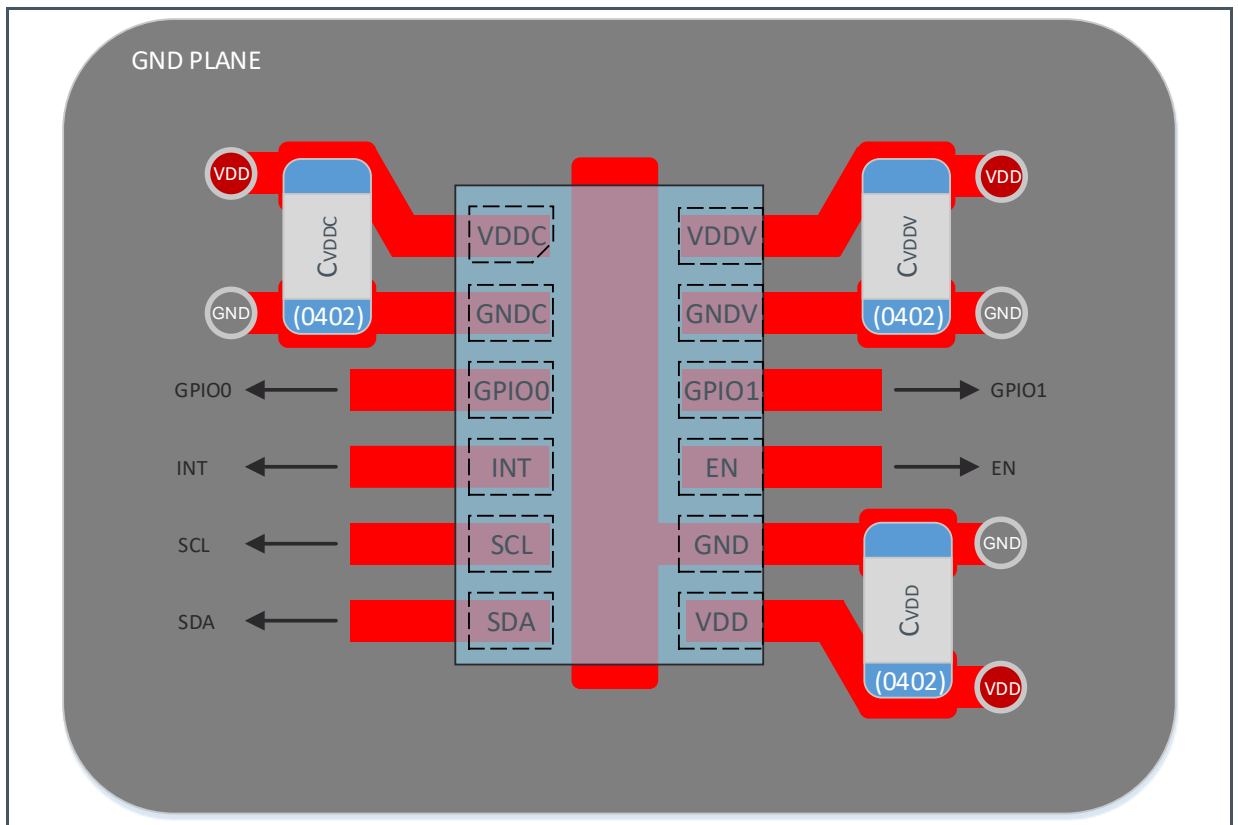 GND PLANE
VDD
CVDDC
(0402)
GND
VDDC
VDDV
CVDDV
(0402)
VDD
GND
GNDC
GNDV
GPIO0
GPIO0
GPIO1
GPIO1
INT
INT
EN
EN
SCL
SCL
GND
GND
SDA
SDA
VDD
CVDD
(0402)
VDD